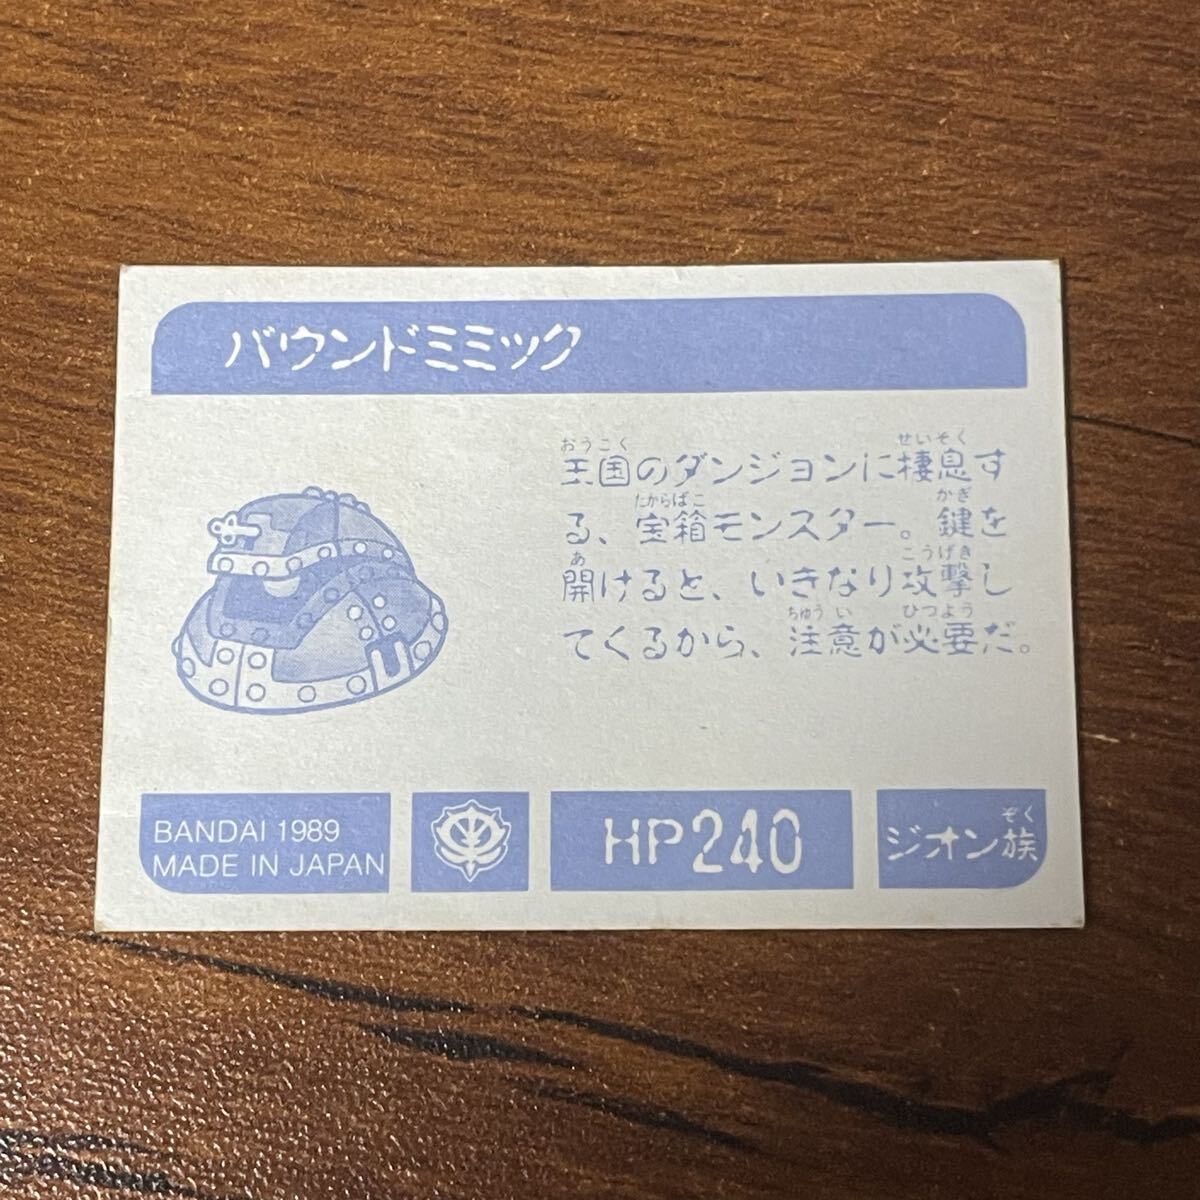 バウンドミミック
おうこく せいそく
王国のダンジョンに棲息す
たからばこ かぎ
る、宝箱モンスター。鍵を
あ こうげき
開けると、いきなり攻撃し
ちゅう い ひつよう
てくるから、注意が必要だ。
BANDAI 1989
MADE IN JAPAN
HP240
ぞく
ジオン族